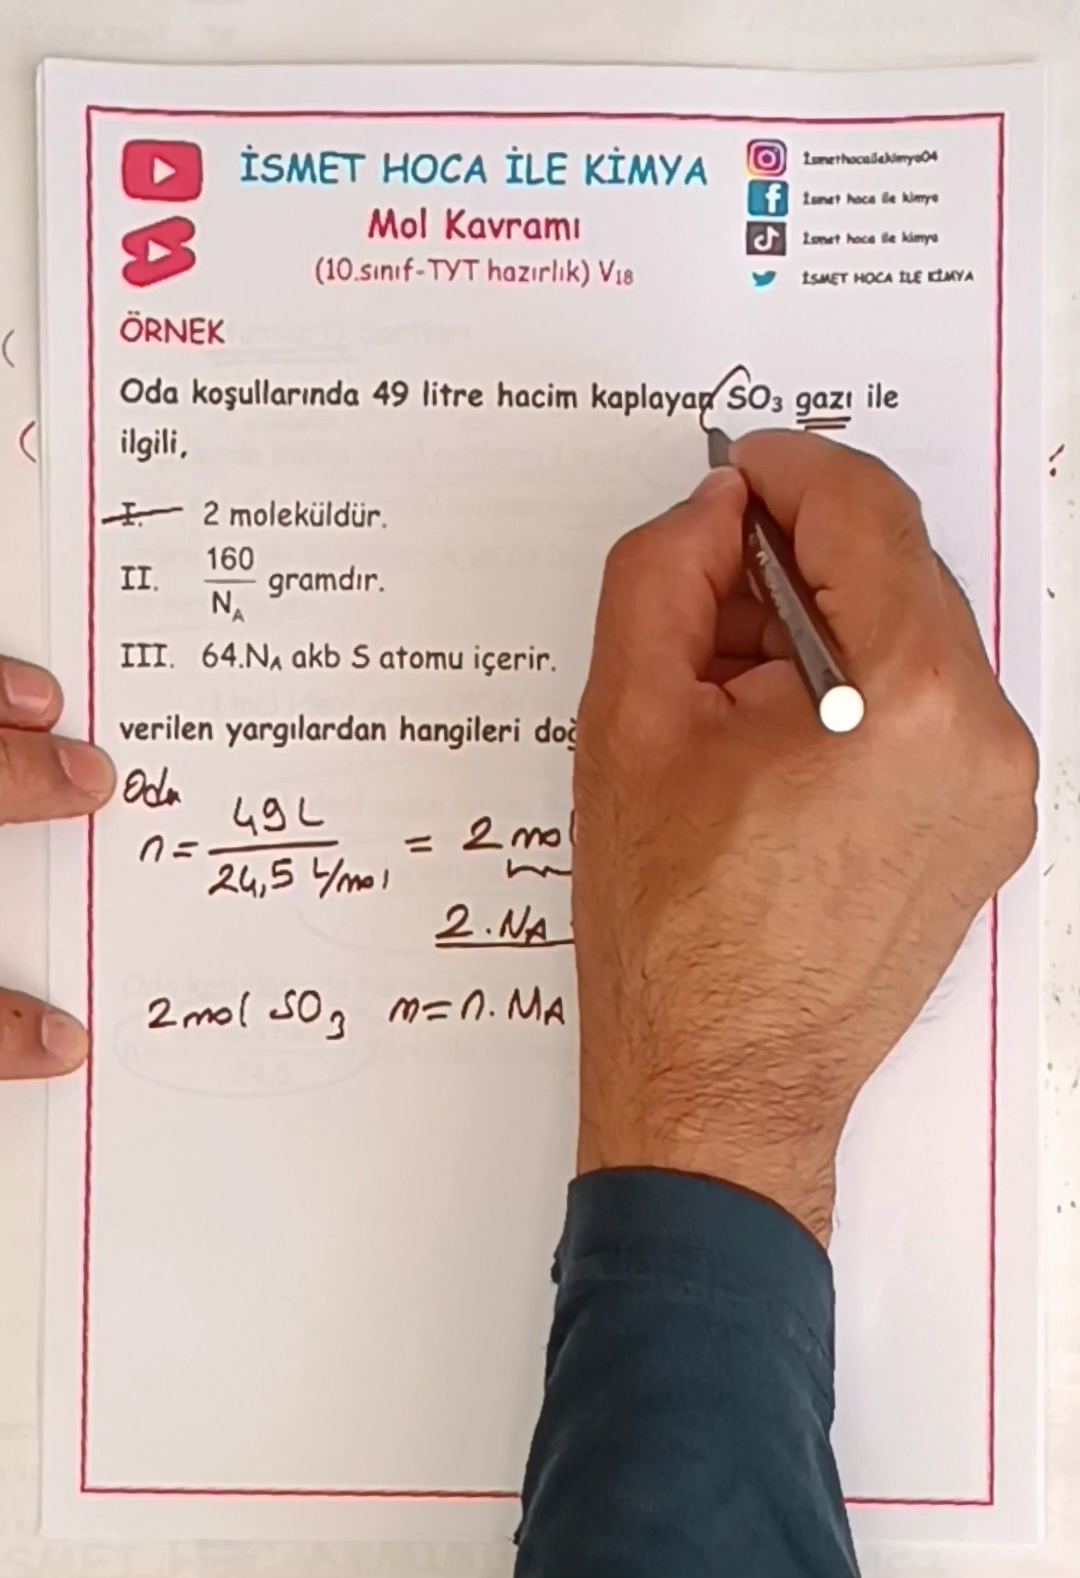 İSMET HOCA İLE KİMYA
Mol Kavramı
(10.sınıf-TYT hazırlık) V18
İsmethocailekimya04
İsmet hoca ile kimya
İsmet hoca ile kimya
İSMET HOCA İLE KİMYA
ÖRNEK
Oda koşullarında 49 litre hacim kaplayan SO3 gazı ile
ilgili,
I. 2 moleküldür.
II. 160/NA gramdır.
III. 64.NA akb S atomu içerir.
verilen yargılardan hangileri
Oda
n = 49 L / 24,5 L/mol = 2 mol
2.NA
2 mol SO3 m=n.MA